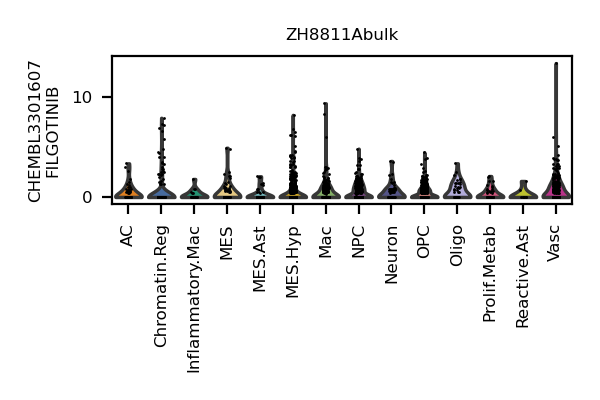 ZH8811Abulk
CHEMBL3301607
FILGOTINIB
10
0
AC
Chromatin.Reg
Inflammatory.Mac
MES
MES.Ast
MES.Hyp
Mac
NPC
Neuron
OPC
Oligo
Prolif.Metab
Reactive.Ast
Vasc